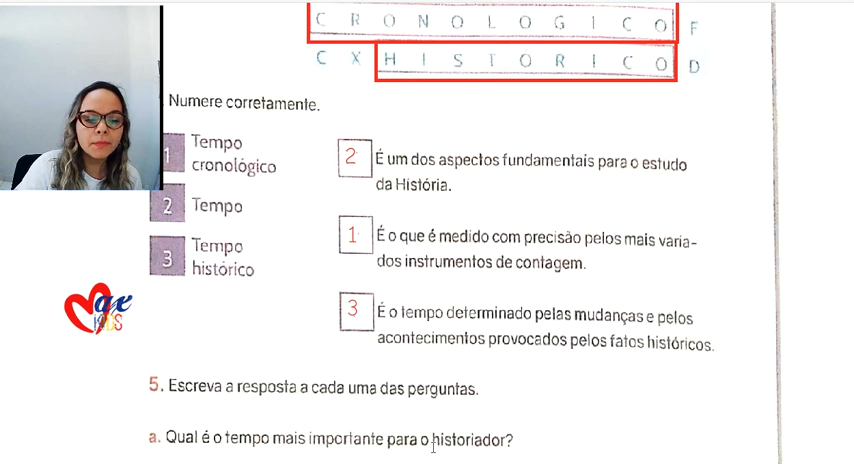 C R O N O L O G I C O F
C X H I S T O R I C O D
Numere corretamente.
1 Tempo cronológico
2 Tempo
3 Tempo histórico
2 É um dos aspectos fundamentais para o estudo
da História.
1 É o que é medido com precisão pelos mais varia-
dos instrumentos de contagem.
3 É o tempo determinado pelas mudanças e pelos
acontecimentos provocados pelos fatos históricos.
Max
KIDS
5. Escreva a resposta a cada uma das perguntas.
a. Qual é o tempo mais importante para o historiador?